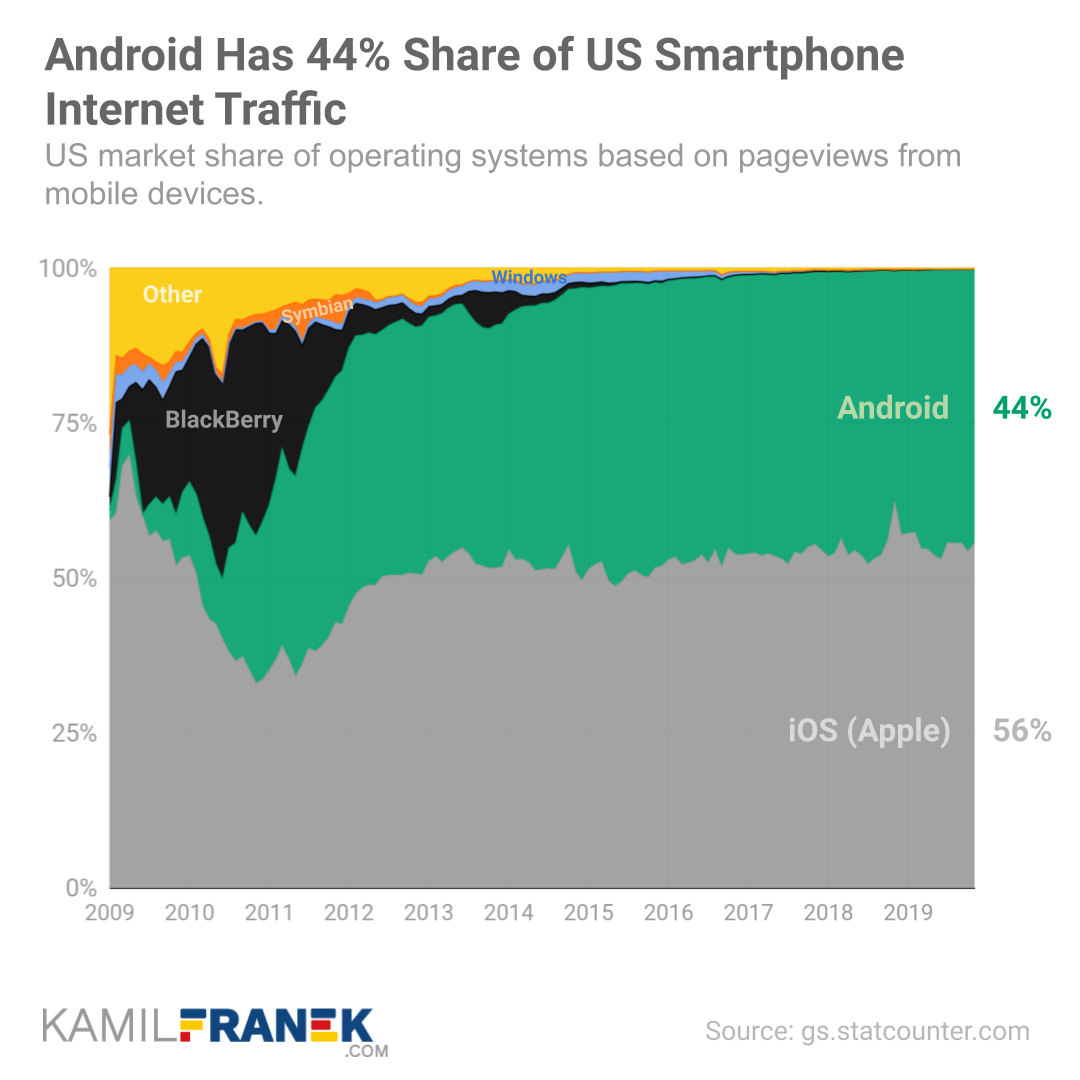 Android Has 44% Share of US Smartphone
Internet Traffic
US market share of operating systems based on pageviews from
mobile devices.
100%
Other
Windows
Symbian
BlackBerry
75%
Android
44%
50%
25%
iOS (Apple)
56%
0%
2009 2010 2011 2012 2013 2014 2015 2016 2017 2018 2019
KAMILFRANEK
.COM
Source: gs.statcounter.com